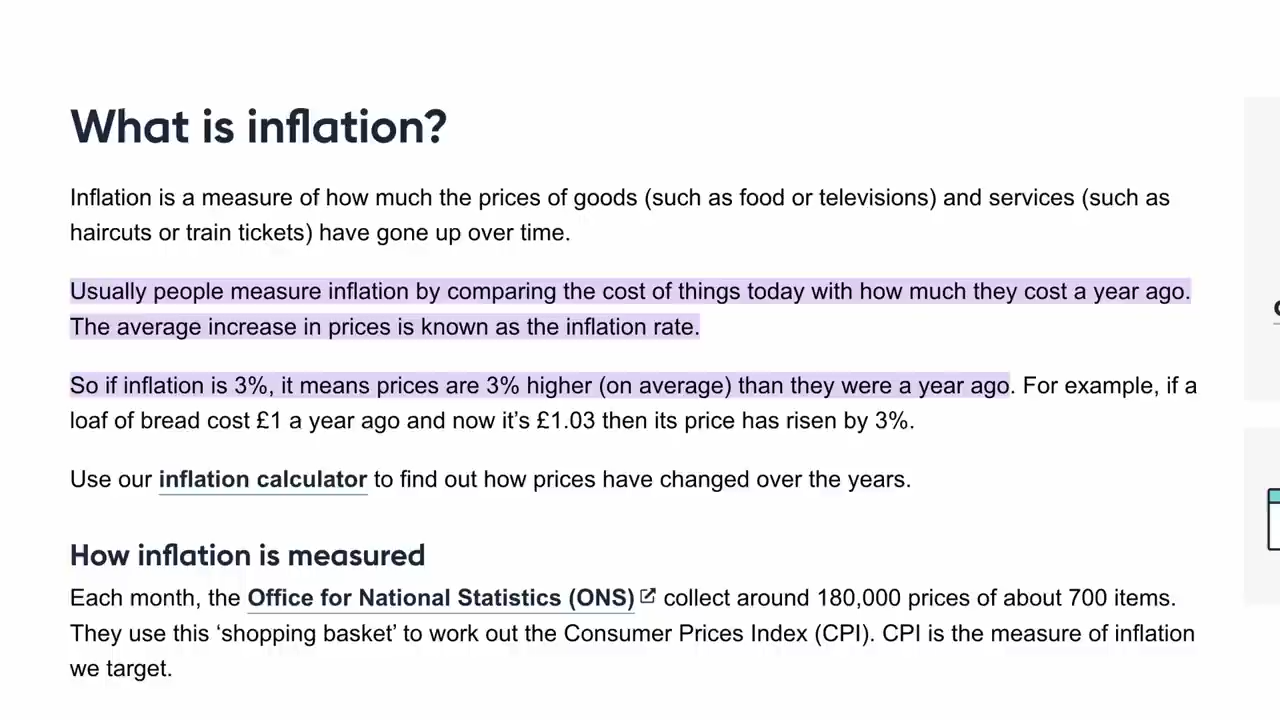 What is inflation?
Inflation is a measure of how much the prices of goods (such as food or televisions) and services (such as
haircuts or train tickets) have gone up over time.
Usually people measure inflation by comparing the cost of things today with how much they cost a year ago.
The average increase in prices is known as the inflation rate.
So if inflation is 3%, it means prices are 3% higher (on average) than they were a year ago. For example, if a
loaf of bread cost £1 a year ago and now it’s £1.03 then its price has risen by 3%.
Use our inflation calculator to find out how prices have changed over the years.
How inflation is measured
Each month, the Office for National Statistics (ONS) collect around 180,000 prices of about 700 items.
They use this ‘shopping basket’ to work out the Consumer Prices Index (CPI). CPI is the measure of inflation
we target.